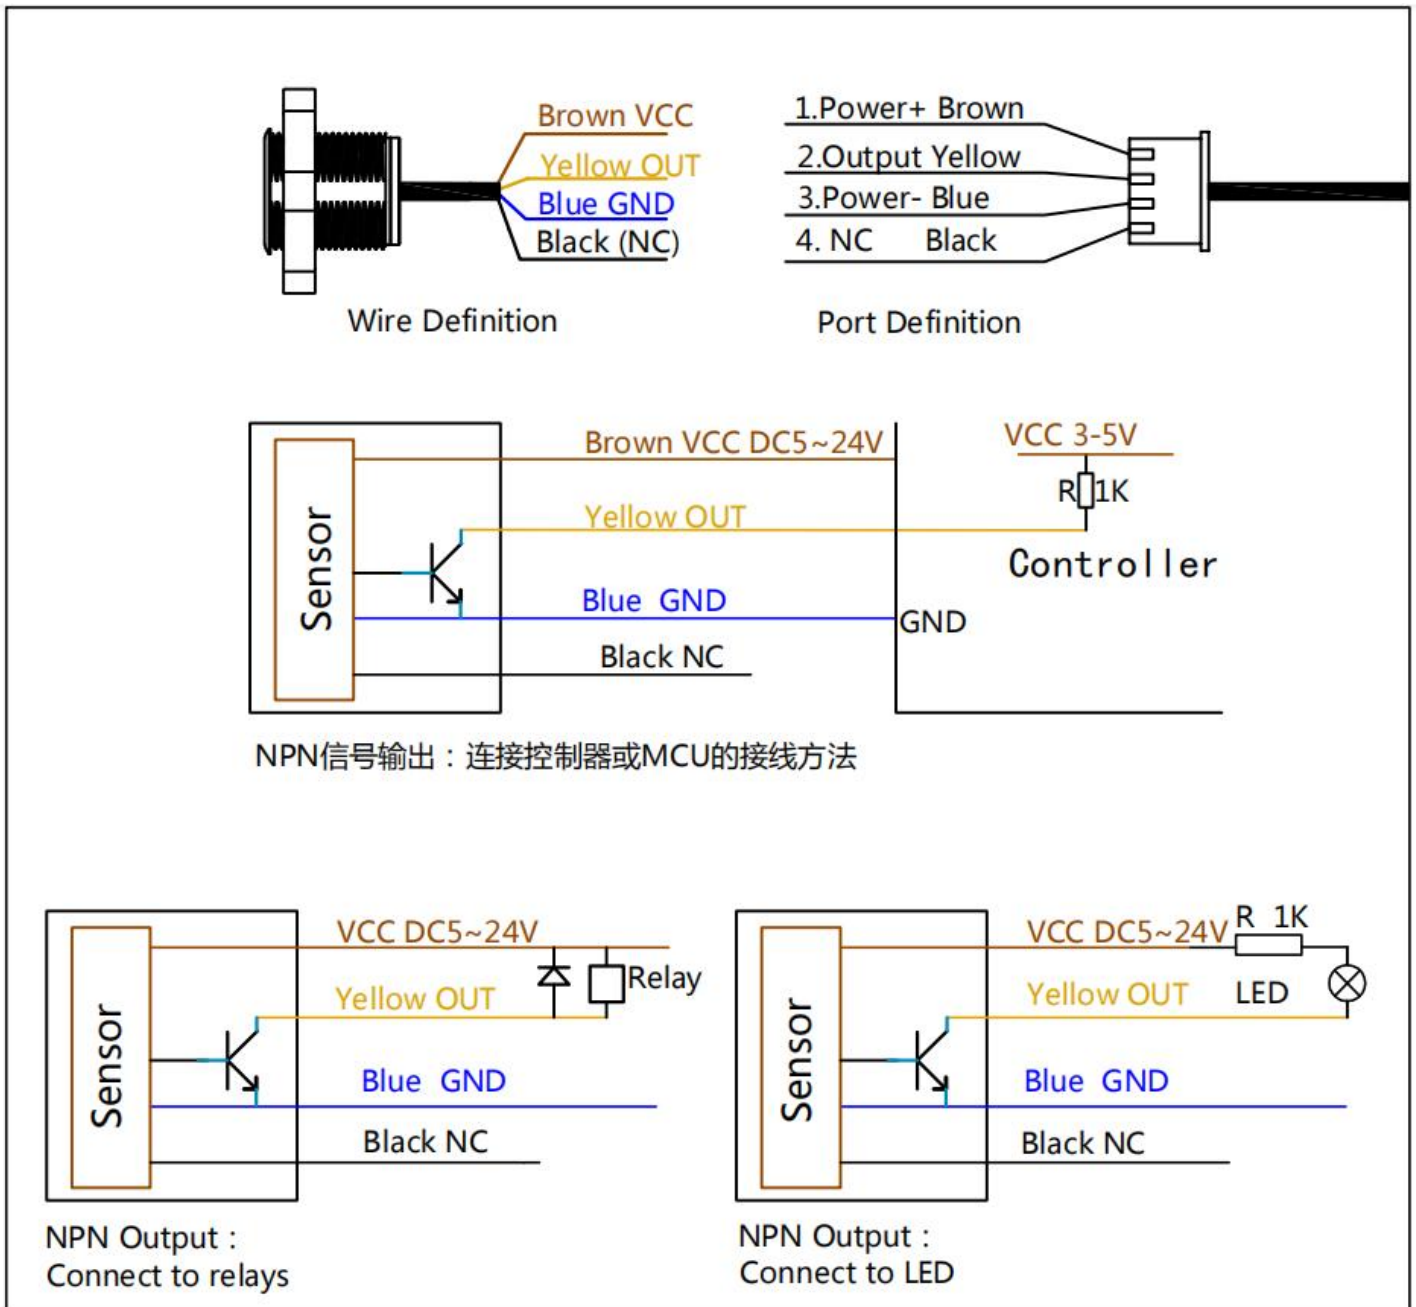 Brown VCC
Yellow OUT
Blue GND
Black (NC)
Wire Definition
1.Power+ Brown
2.Output Yellow
3.Power- Blue
4. NC Black
Port Definition
Brown VCC DC5~24V
VCC 3-5V
R 1K
Yellow OUT
Controller
Sensor
Blue GND
GND
Black NC
NPN信号输出：连接控制器或MCU的接线方法
VCC DC5~24V
Relay
Yellow OUT
Sensor
Blue GND
Black NC
NPN Output :
Connect to relays
VCC DC5~24V
R 1K
Yellow OUT
LED
Sensor
Blue GND
Black NC
NPN Output :
Connect to LED